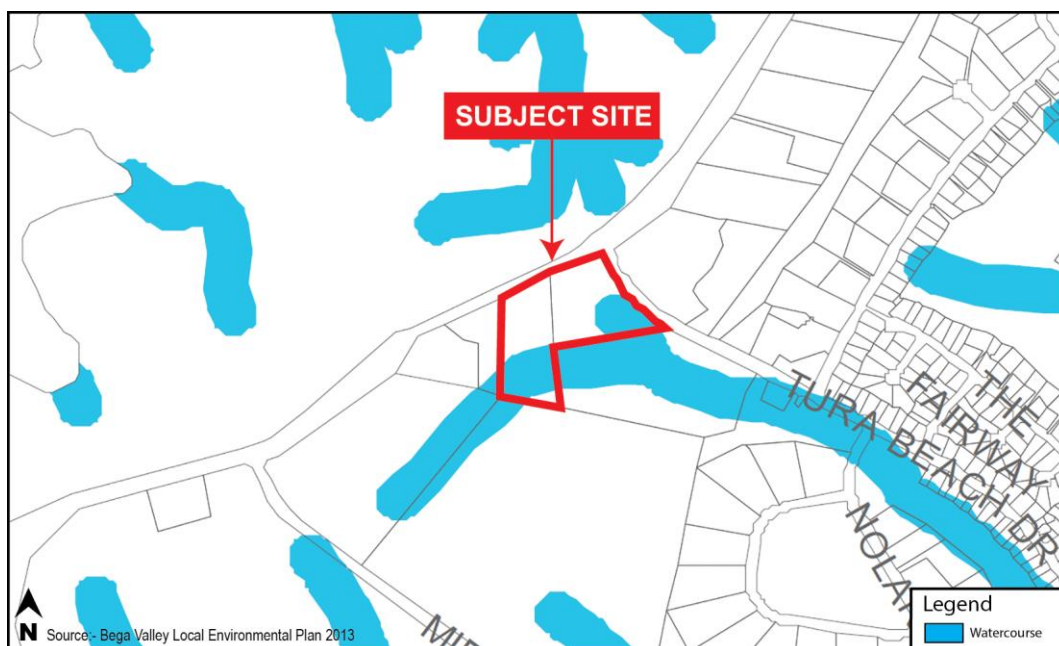 SUBJECT SITE
THE
FAIRWAY
TURA BEACH DR
Legend
Watercourse
N
Source:- Bega Valley Local Environmental Plan 2013